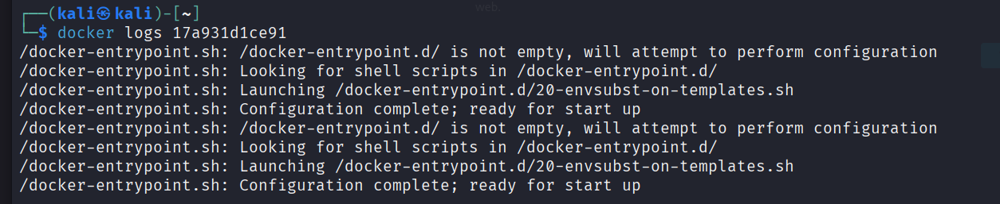 web
┌──(kali㉿kali)-[~]
└─$ docker logs 17a931d1ce91
/docker-entrypoint.sh: /docker-entrypoint.d/ is not empty, will attempt to perform configuration
/docker-entrypoint.sh: Looking for shell scripts in /docker-entrypoint.d/
/docker-entrypoint.sh: Launching /docker-entrypoint.d/20-envsubst-on-templates.sh
/docker-entrypoint.sh: Configuration complete; ready for start up
/docker-entrypoint.sh: /docker-entrypoint.d/ is not empty, will attempt to perform configuration
/docker-entrypoint.sh: Looking for shell scripts in /docker-entrypoint.d/
/docker-entrypoint.sh: Launching /docker-entrypoint.d/20-envsubst-on-templates.sh
/docker-entrypoint.sh: Configuration complete; ready for start up